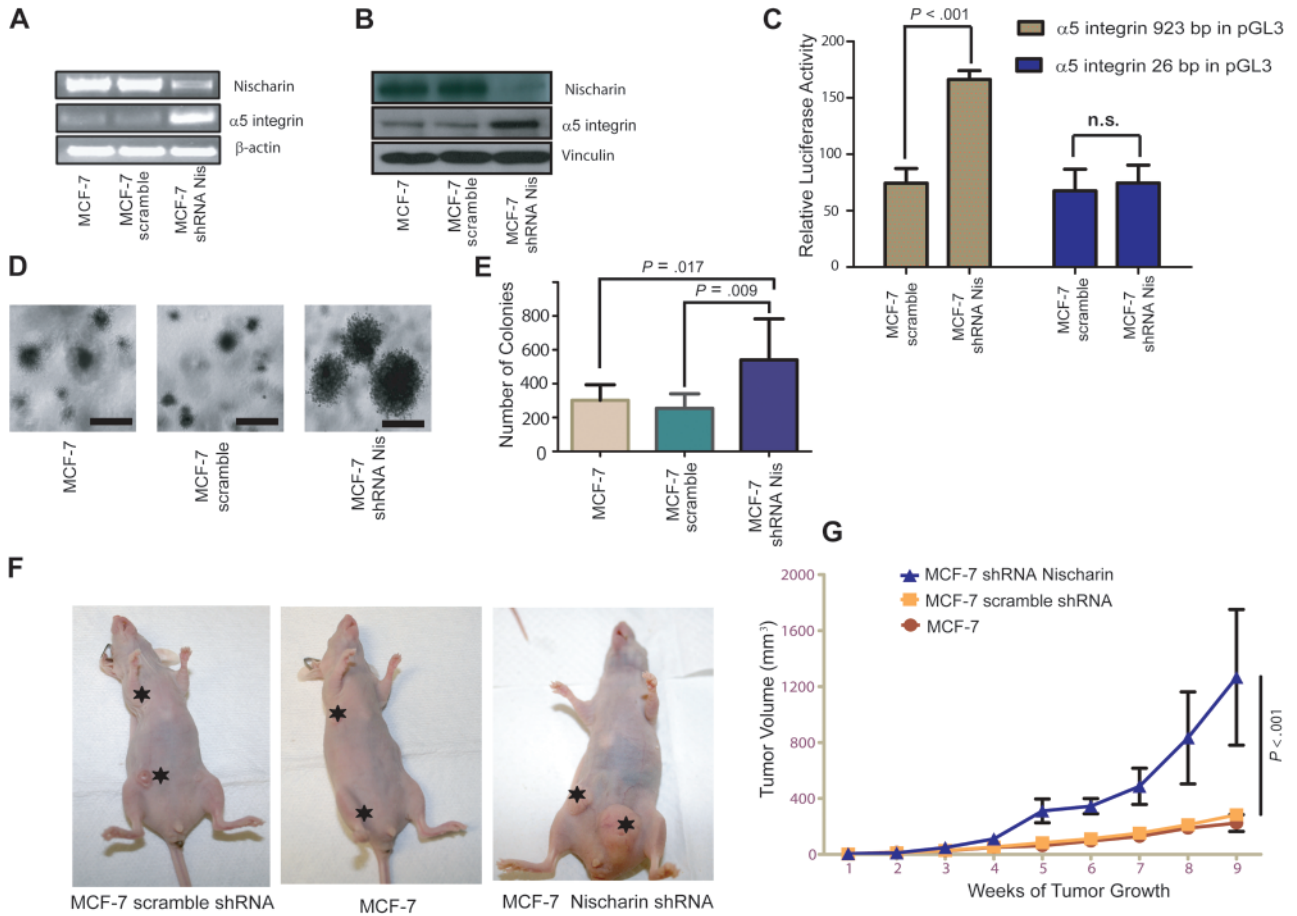 A
Nischarin
α5 integrin
β-actin
MCF-7
MCF-7
scramble
MCF-7
shRNA Nis
B
Nischarin
α5 integrin
Vinculin
MCF-7
MCF-7
scramble
MCF-7
shRNA Nis
C
P < .001
α5 integrin 923 bp in pGL3
α5 integrin 26 bp in pGL3
n.s.
Relative Luciferase Activity
200
150
100
50
0
MCF-7
scramble
MCF-7
shRNA Nis
MCF-7
scramble
MCF-7
shRNA Nis
D
MCF-7
MCF-7
scramble
MCF-7
shRNA Nis
E
P = .017
P = .009
Number of Colonies
800
600
400
200
0
MCF-7
MCF-7
scramble
MCF-7
shRNA Nis
F
MCF-7 scramble shRNA
MCF-7
MCF-7 Nischarin shRNA
G
MCF-7 shRNA Nischarin
MCF-7 scramble shRNA
MCF-7
Tumor Volume (mm³)
2000
1600
1200
800
400
0
P < .001
1 2 3 4 5 6 7 8 9
Weeks of Tumor Growth